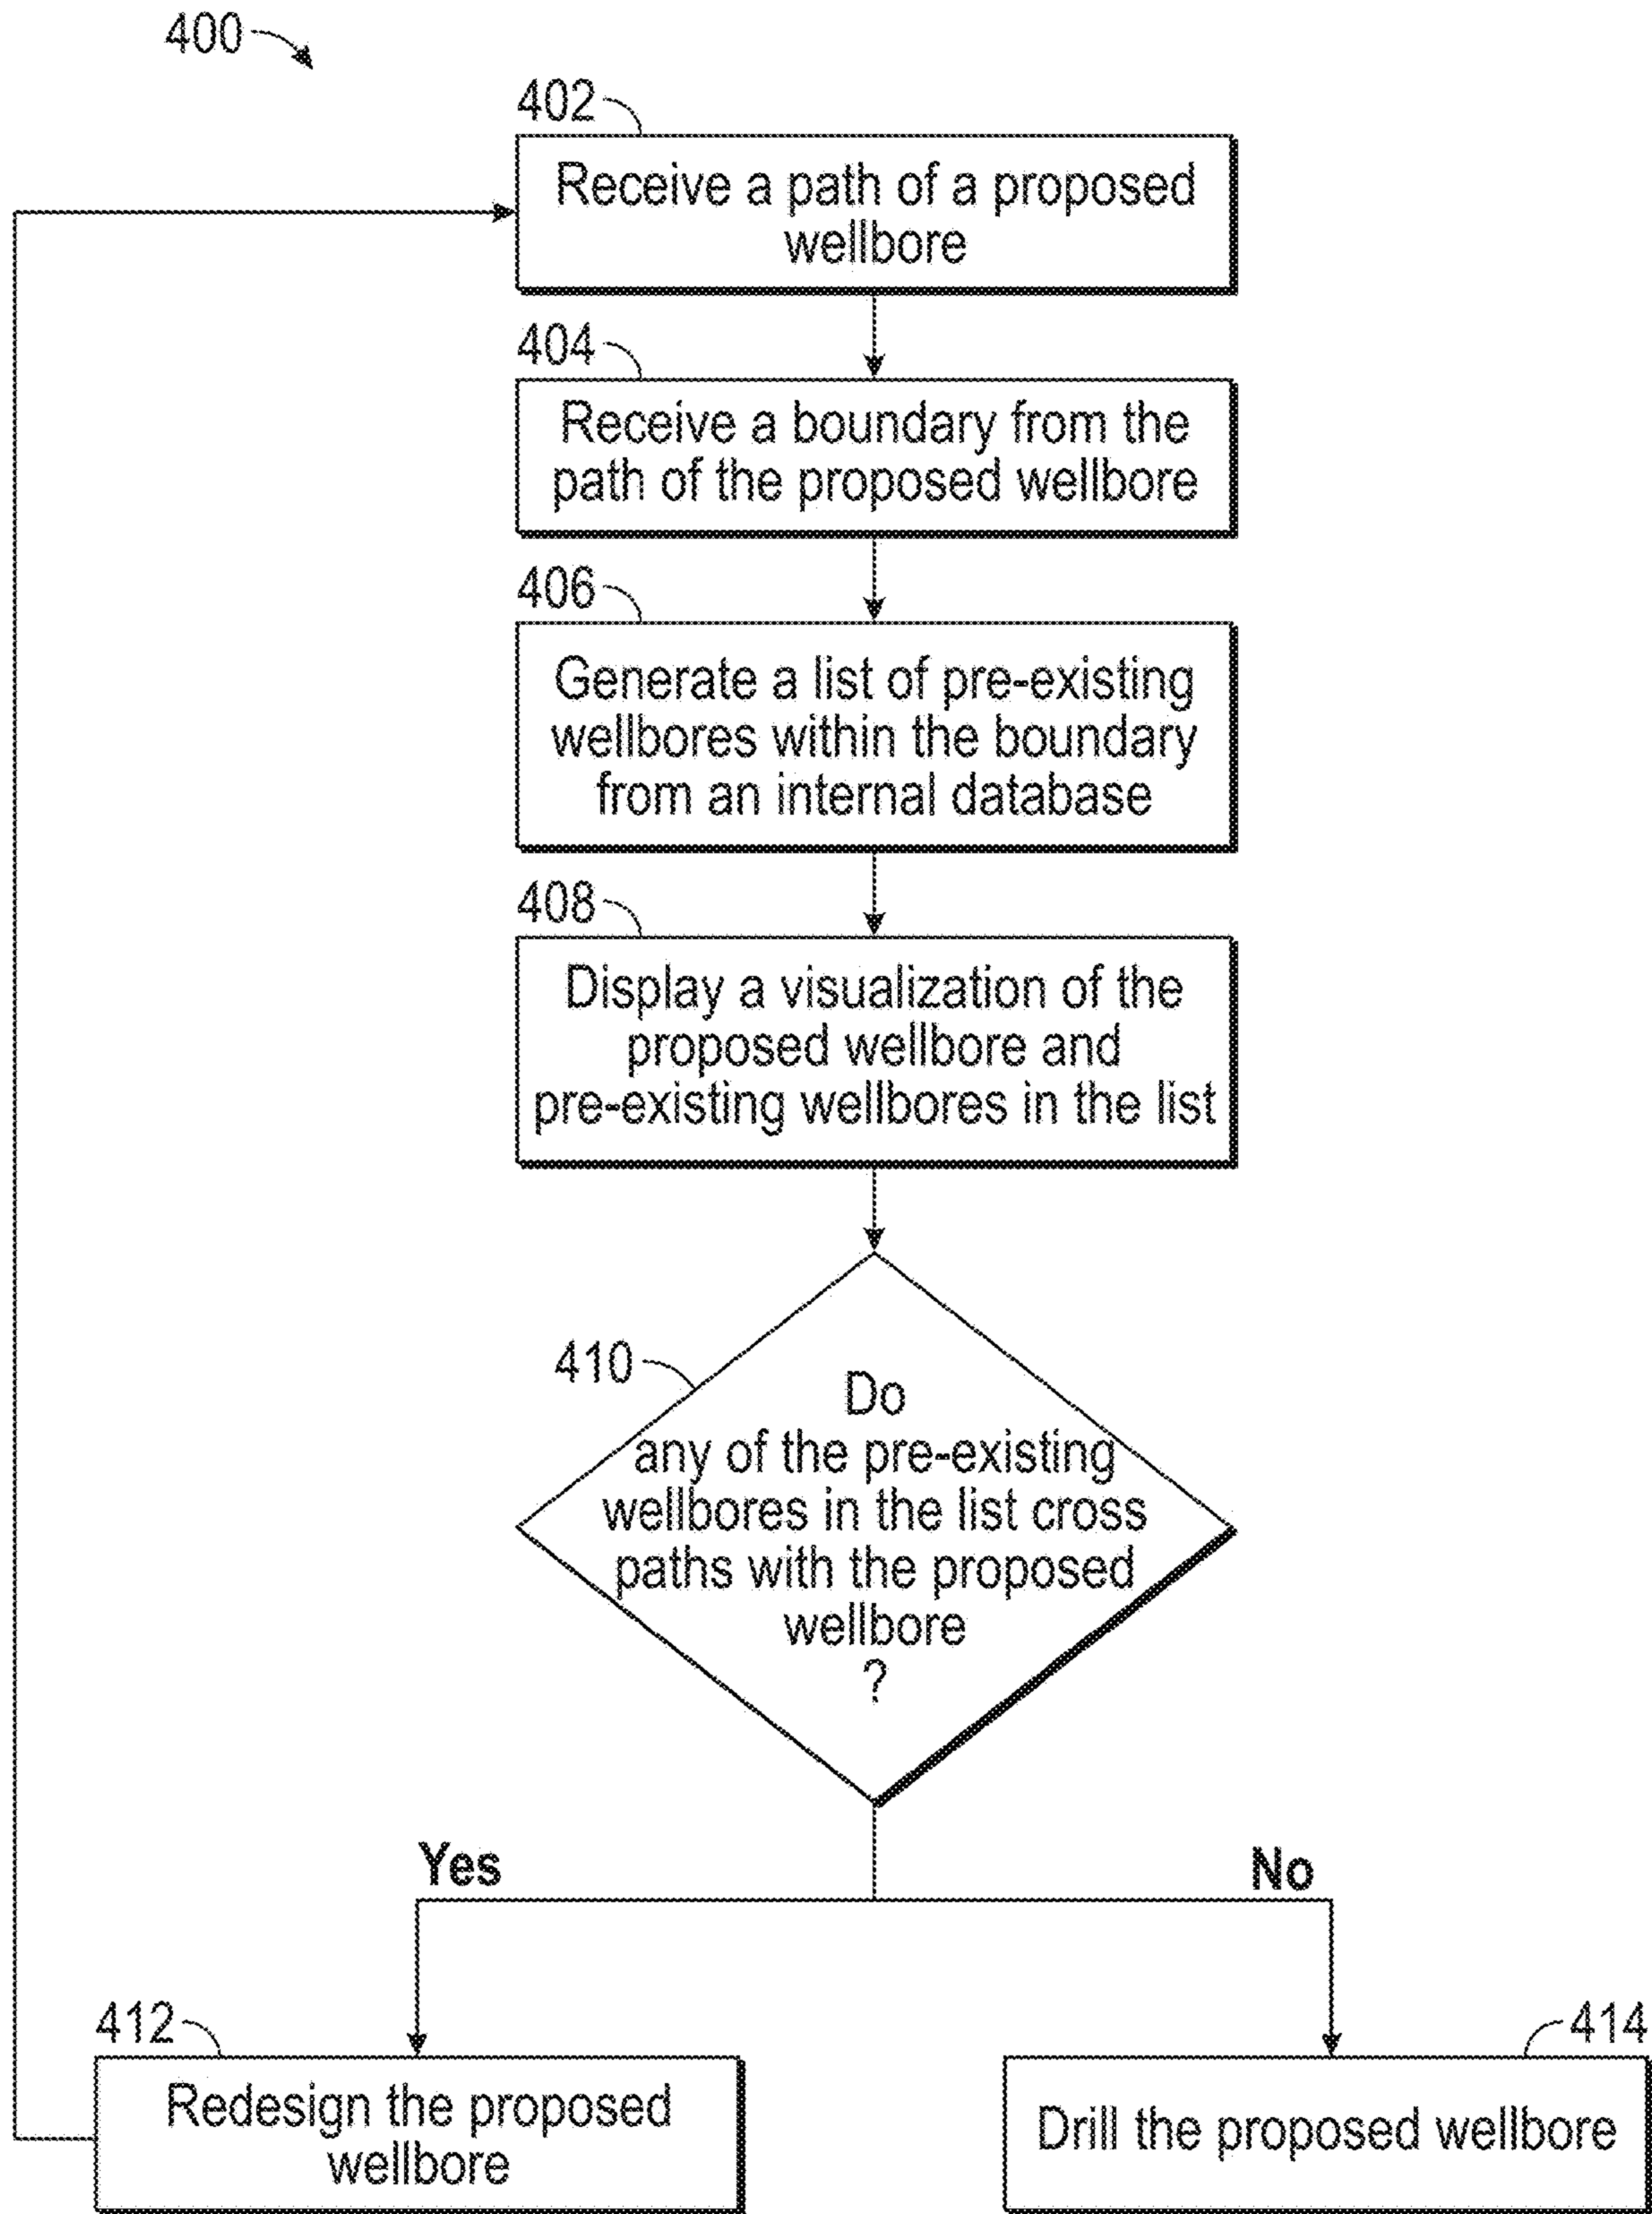 400
402
Receive a path of a proposed
wellbore
404
Receive a boundary from the
path of the proposed wellbore
406
Generate a list of pre-existing
wellbores within the boundary
from an internal database
408
Display a visualization of the
proposed wellbore and
pre-existing wellbores in the list
410
Do
any of the pre-existing
wellbores in the list cross
paths with the proposed
wellbore
?
Yes
No
412
Redesign the proposed
wellbore
414
Drill the proposed wellbore